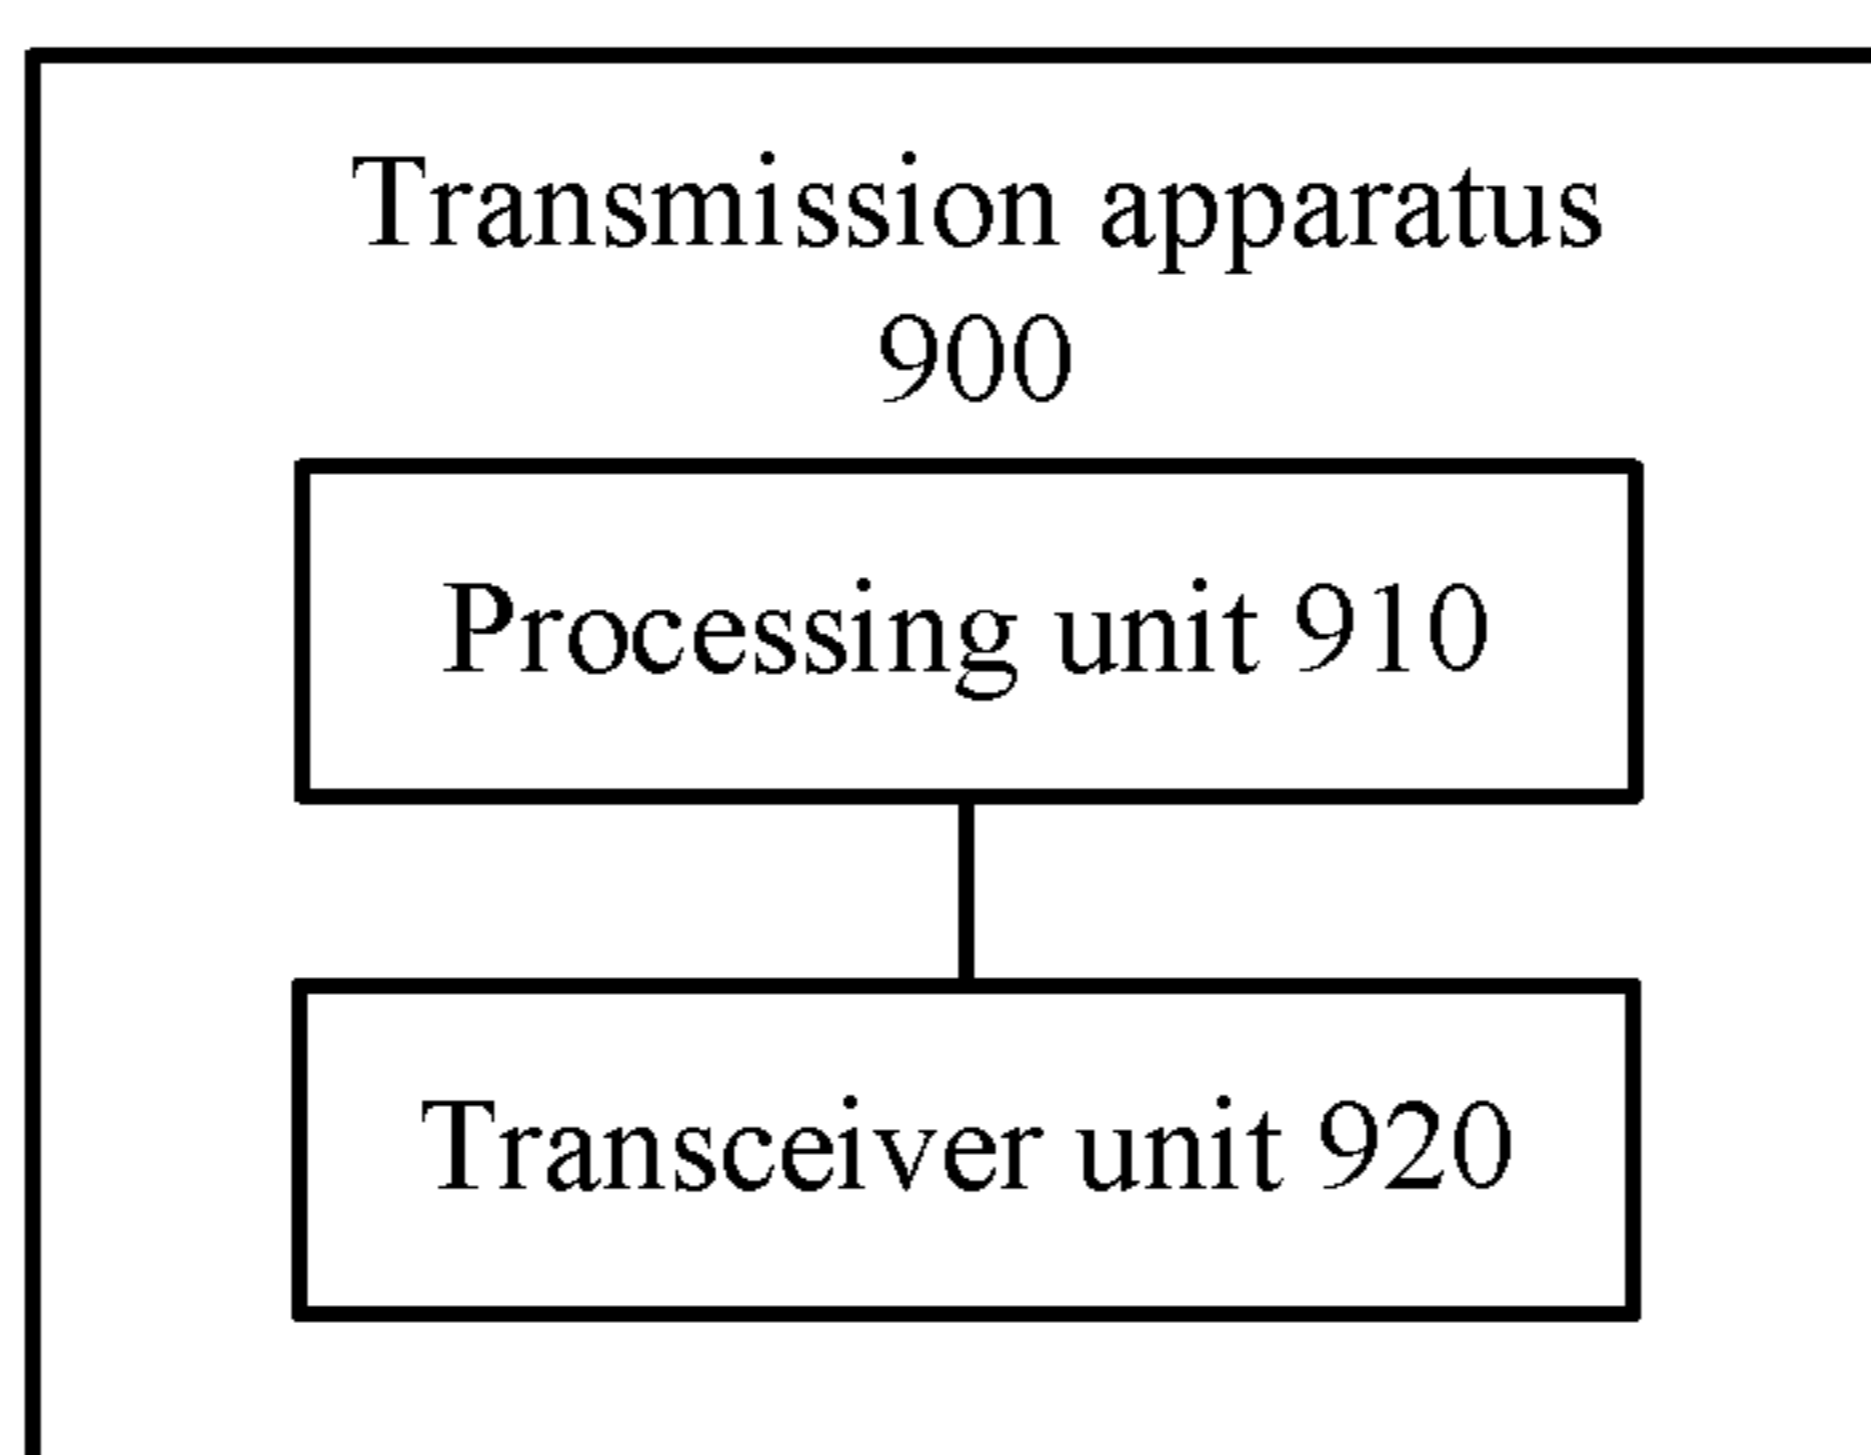 Transmission apparatus
900
Processing unit 910
Transceiver unit 920